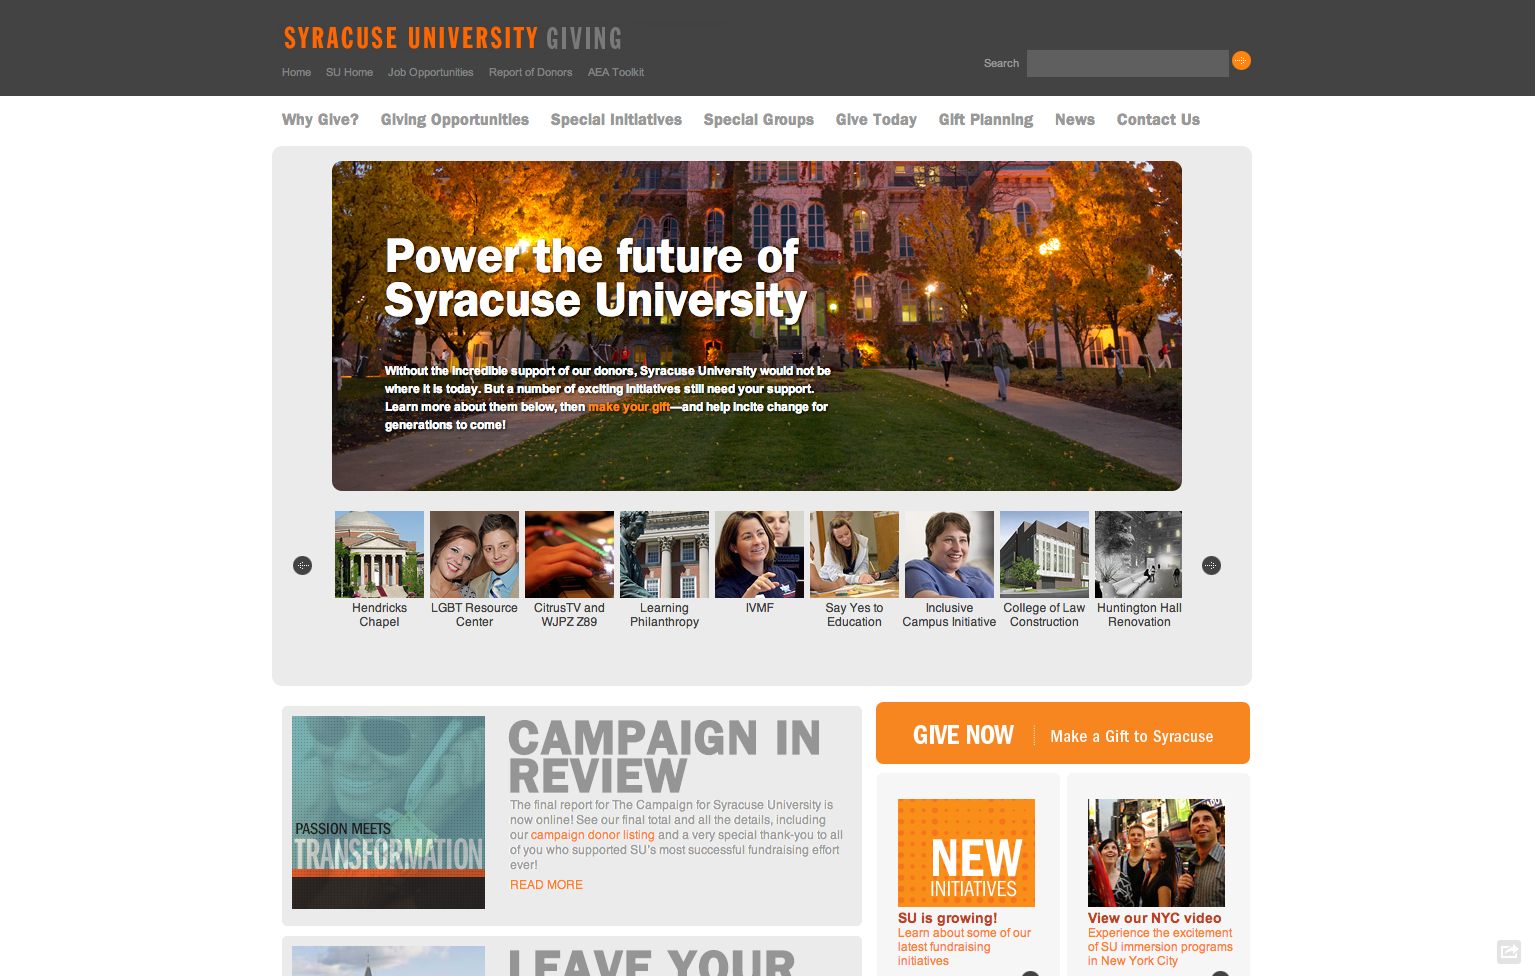 SYRACUSE UNIVERSITY GIVING
Home SU Home Job Opportunities Report of Donors AEA Toolkit
Search
Why Give? Giving Opportunities Special Initiatives Special Groups Give Today Gift Planning News Contact Us
Power the future of
Syracuse University
Without the incredible support of our donors, Syracuse University would not be
where it is today. But a number of exciting initiatives still need your support.
Learn more about them below, then make your gift—and help incite change for
generations to come!
Hendricks
Chapel
LGBT Resource
Center
CitrusTV and
WJPZ Z89
Learning
Philanthropy
IVMF
Say Yes to
Education
Inclusive
Campus Initiative
College of Law
Construction
Huntington Hall
Renovation
PASSION MEETS
TRANSFORMATION
CAMPAIGN IN
REVIEW
The final report for The Campaign for Syracuse University is
now online! See our final total and all the details, including
our campaign donor listing and a very special thank-you to all
of you who supported SU's most successful fundraising effort
ever!
READ MORE
LEAVE YOUR
GIVE NOW Make a Gift to Syracuse
NEW
INITIATIVES
SU is growing!
Learn about some of our
latest fundraising
initiatives
View our NYC video
Experience the excitement
of SU immersion programs
in New York City